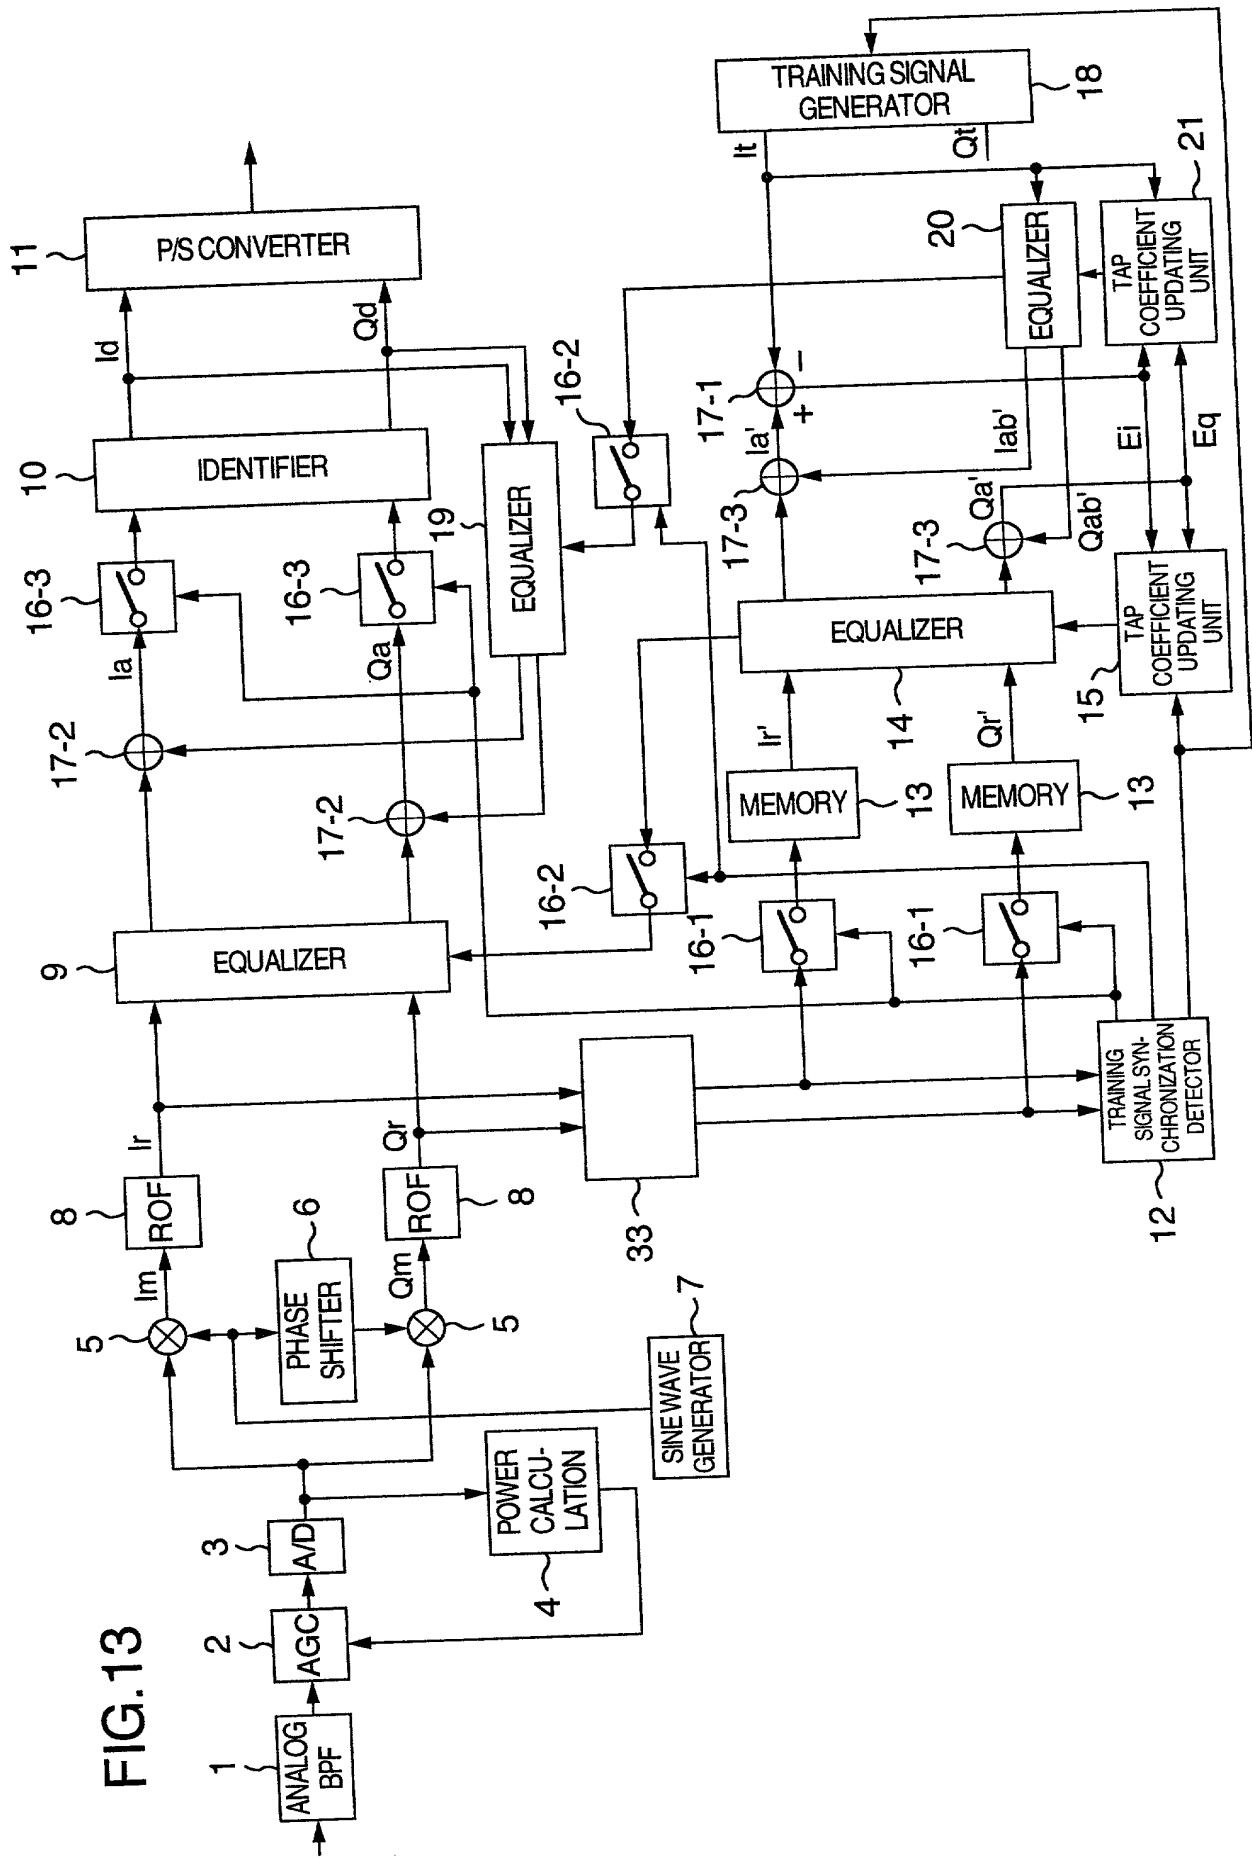 FIG.13
1
ANALOG
BPF
2
AGC
3
A/D
4
POWER
CALCU-
LATION
5
Im
6
PHASE
SHIFTER
5
Qm
7
SINE WAVE
GENERATOR
8
ROF
Ir
8
ROF
Qr
33
12
TRAINING
SIGNAL SYN-
CHRONIZATION
DETECTOR
9
EQUALIZER
16-2
16-1
16-1
17-2
17-2
MEMORY
13
MEMORY
13
Ir'
Qr'
Ia
Qa
16-3
16-3
19
EQUALIZER
14
EQUALIZER
15
TAP
COEFFICIENT
UPDATING
UNIT
10
IDENTIFIER
16-2
17-3
17-3
Ia'
Qa'
Iab'
Qab'
Ei
Eq
17-1
+
−
Id
Qd
11
P/S CONVERTER
20
EQUALIZER
21
TAP
COEFFICIENT
UPDATING
UNIT
It
Qt
TRAINING SIGNAL
GENERATOR
18